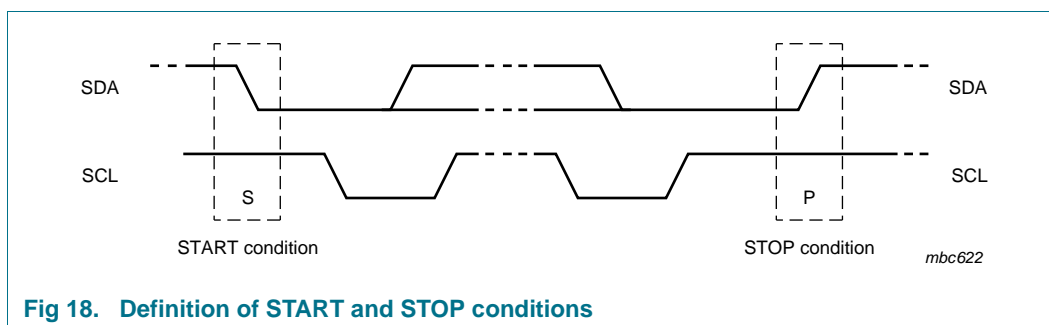 SDA SDA
SCL SCL
S P
START condition STOP condition
mbc622
Fig 18. Definition of START and STOP conditions